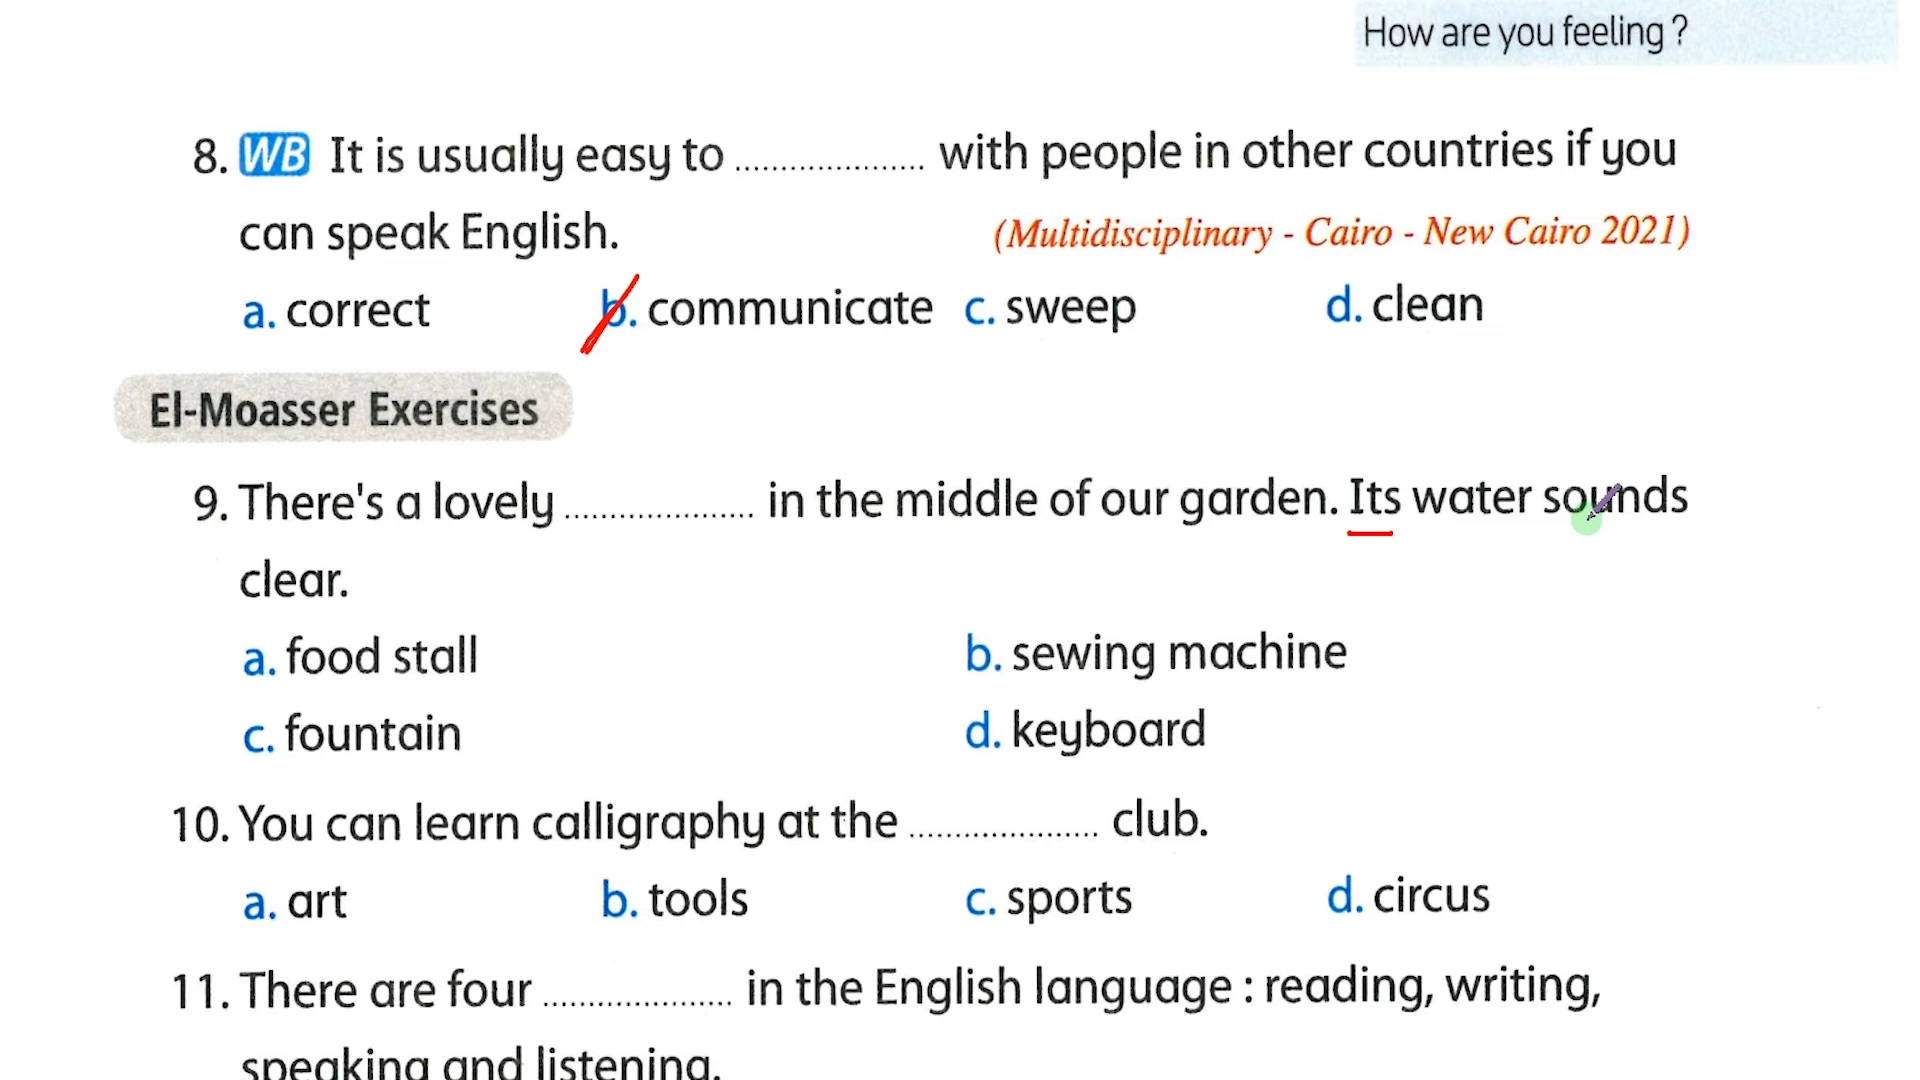 How are you feeling ?
8. WB It is usually easy to .................... with people in other countries if you
can speak English. (Multidisciplinary - Cairo - New Cairo 2021)
a. correct b. communicate c. sweep d. clean
El-Moasser Exercises
9. There's a lovely .................... in the middle of our garden. Its water sounds
clear.
a. food stall b. sewing machine
c. fountain d. keyboard
10. You can learn calligraphy at the .................... club.
a. art b. tools c. sports d. circus
11. There are four .................... in the English language : reading, writing,
speaking and listening.